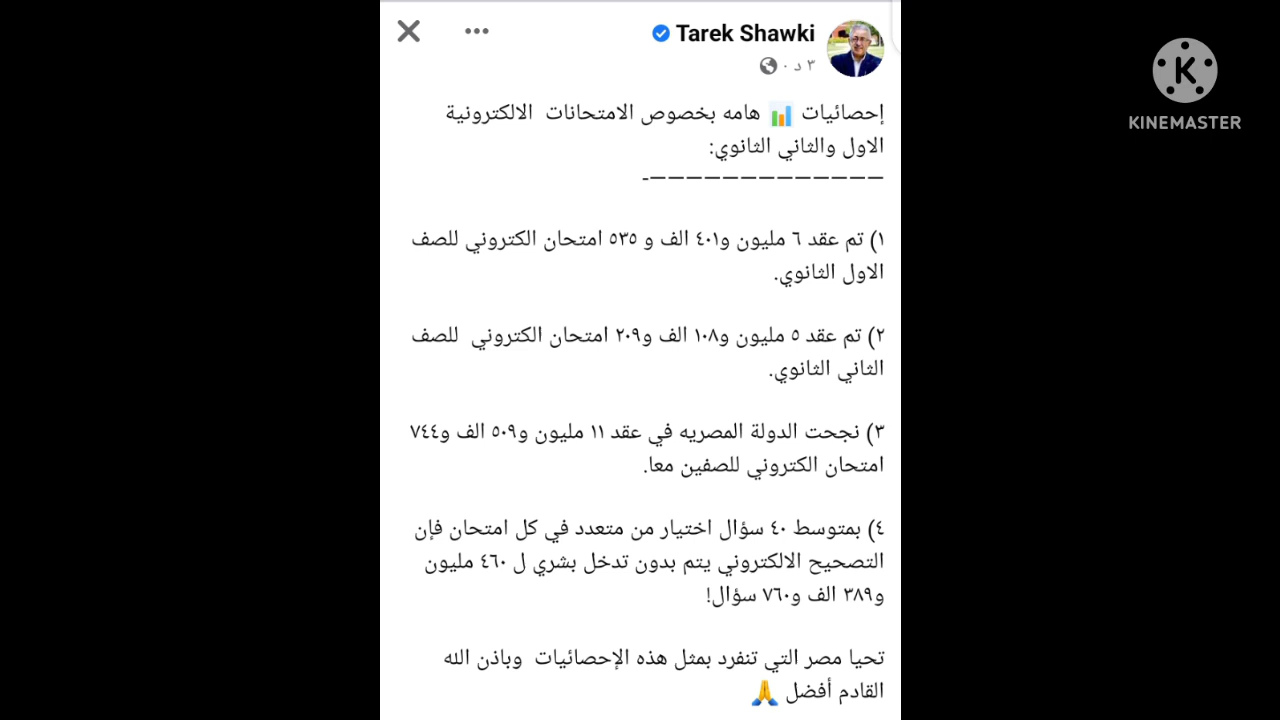 Tarek Shawki
٣ د ·
إحصائيات 📊 هامه بخصوص الامتحانات الالكترونية
الاول والثاني الثانوي:
—————————————-
١) تم عقد ٦ مليون و٤٠١ الف و ٥٣٥ امتحان الكتروني للصف
الاول الثانوي.
٢) تم عقد ٥ مليون و١٠٨ الف و٢٠٩ امتحان الكتروني للصف
الثاني الثانوي.
٣) نجحت الدولة المصريه في عقد ١١ مليون و٥٠٩ الف و٧٤٤
امتحان الكتروني للصفين معا.
٤) بمتوسط ٤٠ سؤال اختيار من متعدد في كل امتحان فإن
التصحيح الالكتروني يتم بدون تدخل بشري ل ٤٦٠ مليون
و٣٨٩ الف و٧٦٠ سؤال!
تحيا مصر التي تنفرد بمثل هذه الإحصائيات وباذن الله
القادم أفضل 🙏
K
KINEMASTER